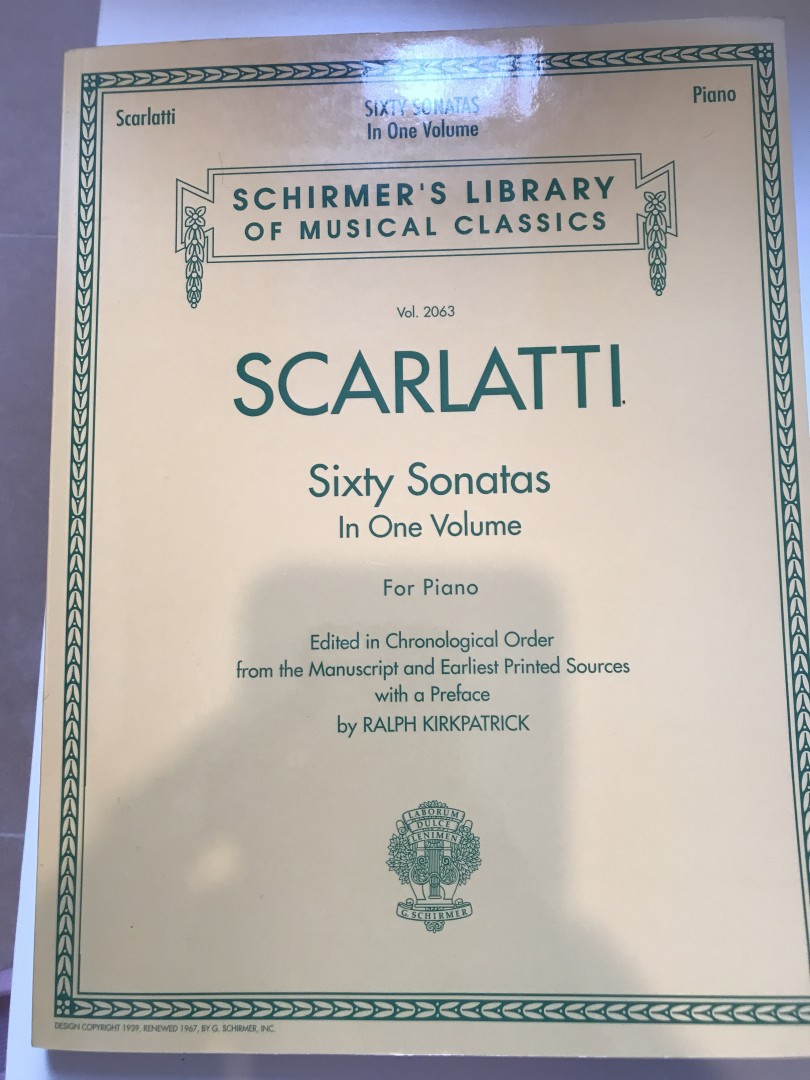 Scarlatti
SIXTY SONATAS
In One Volume
Piano
SCHIRMER'S LIBRARY
OF MUSICAL CLASSICS
Vol. 2063
SCARLATTI
Sixty Sonatas
In One Volume
For Piano
Edited in Chronological Order
from the Manuscript and Earliest Printed Sources
with a Preface
by RALPH KIRKPATRICK
LABORUM
DULCE
LENIMEN
G. SCHIRMER
DESIGN COPYRIGHT 1939, RENEWED 1967, BY G. SCHIRMER, INC.